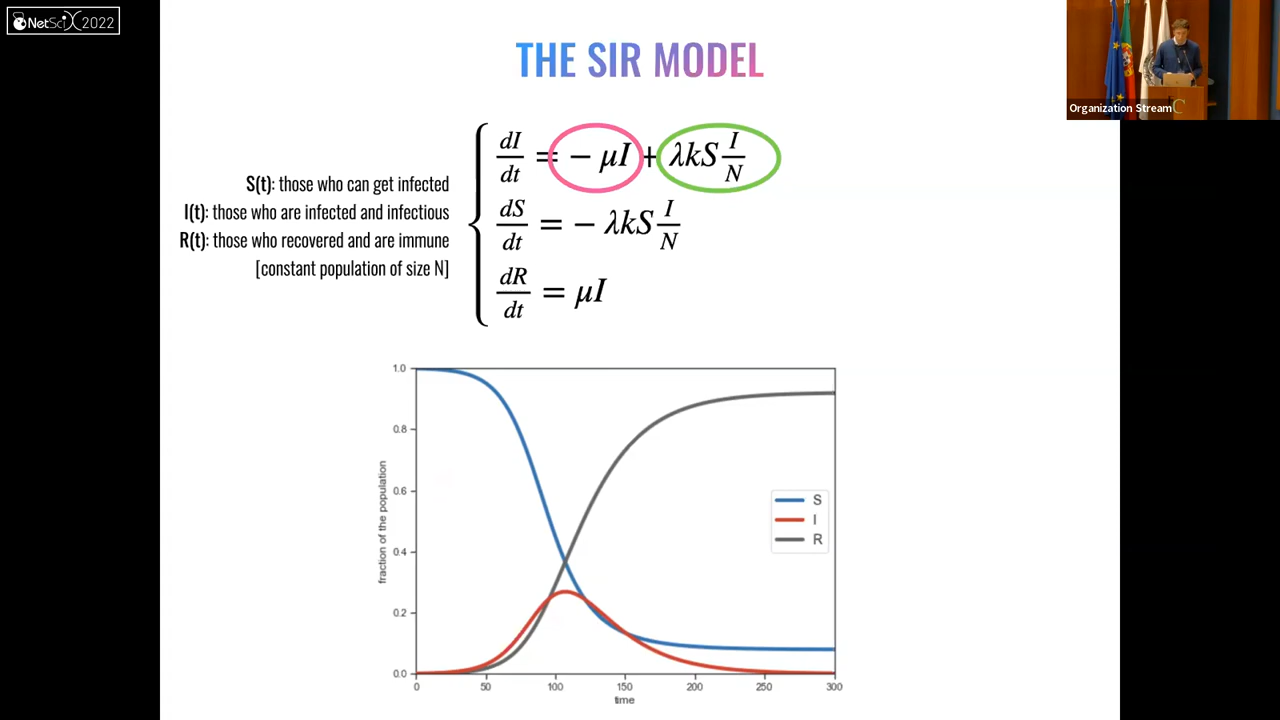 NetSciX 2022
THE SIR MODEL
Organization Stream
S(t): those who can get infected
I(t): those who are infected and infectious
R(t): those who recovered and are immune
[constant population of size N]
dI/dt = − μI + λkS I/N
dS/dt = − λkS I/N
dR/dt = μI
fraction of the population
1.0
0.8
0.6
0.4
0.2
0.0
S
I
R
0 50 100 150 200 250 300
time